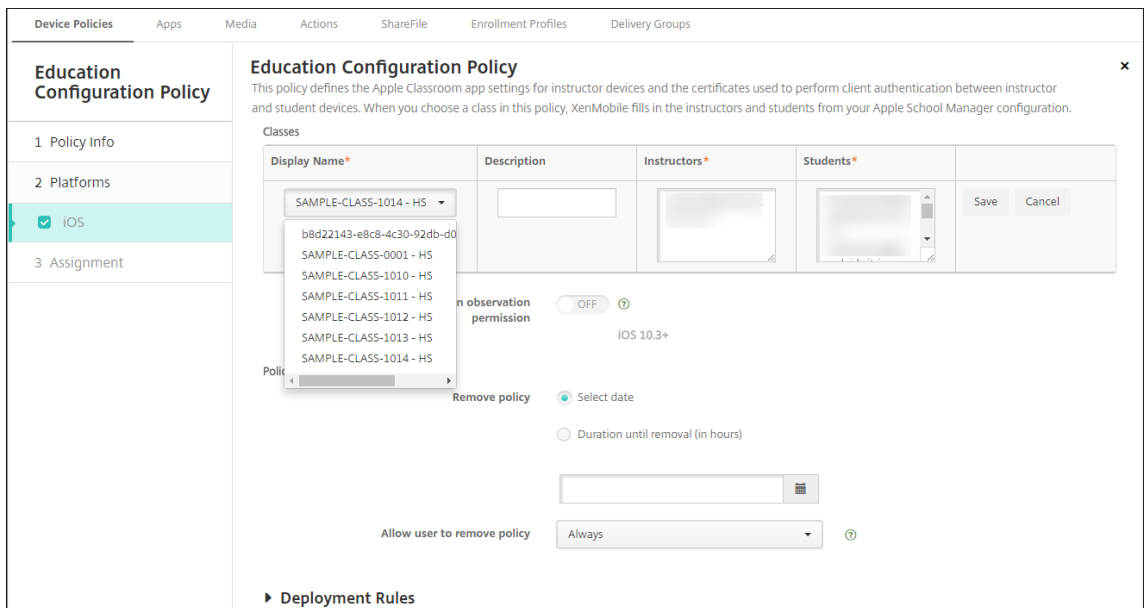 Device Policies Apps Media Actions ShareFile Enrollment Profiles Delivery Groups
Education
Configuration Policy
1 Policy Info
2 Platforms
iOS
3 Assignment
Education Configuration Policy
This policy defines the Apple Classroom app settings for instructor devices and the certificates used to perform client authentication between instructor
and student devices. When you choose a class in this policy, XenMobile fills in the instructors and students from your Apple School Manager configuration.
Classes
Display Name* Description Instructors* Students*
SAMPLE-CLASS-1014 - HS Save Cancel
b8d22143-e8c8-4c30-92db-d0
SAMPLE-CLASS-0001 - HS
SAMPLE-CLASS-1010 - HS
SAMPLE-CLASS-1011 - HS
SAMPLE-CLASS-1012 - HS
SAMPLE-CLASS-1013 - HS
SAMPLE-CLASS-1014 - HS
n observation
permission
OFF
iOS 10.3+
Polic
Remove policy Select date
Duration until removal (in hours)
Allow user to remove policy Always
Deployment Rules